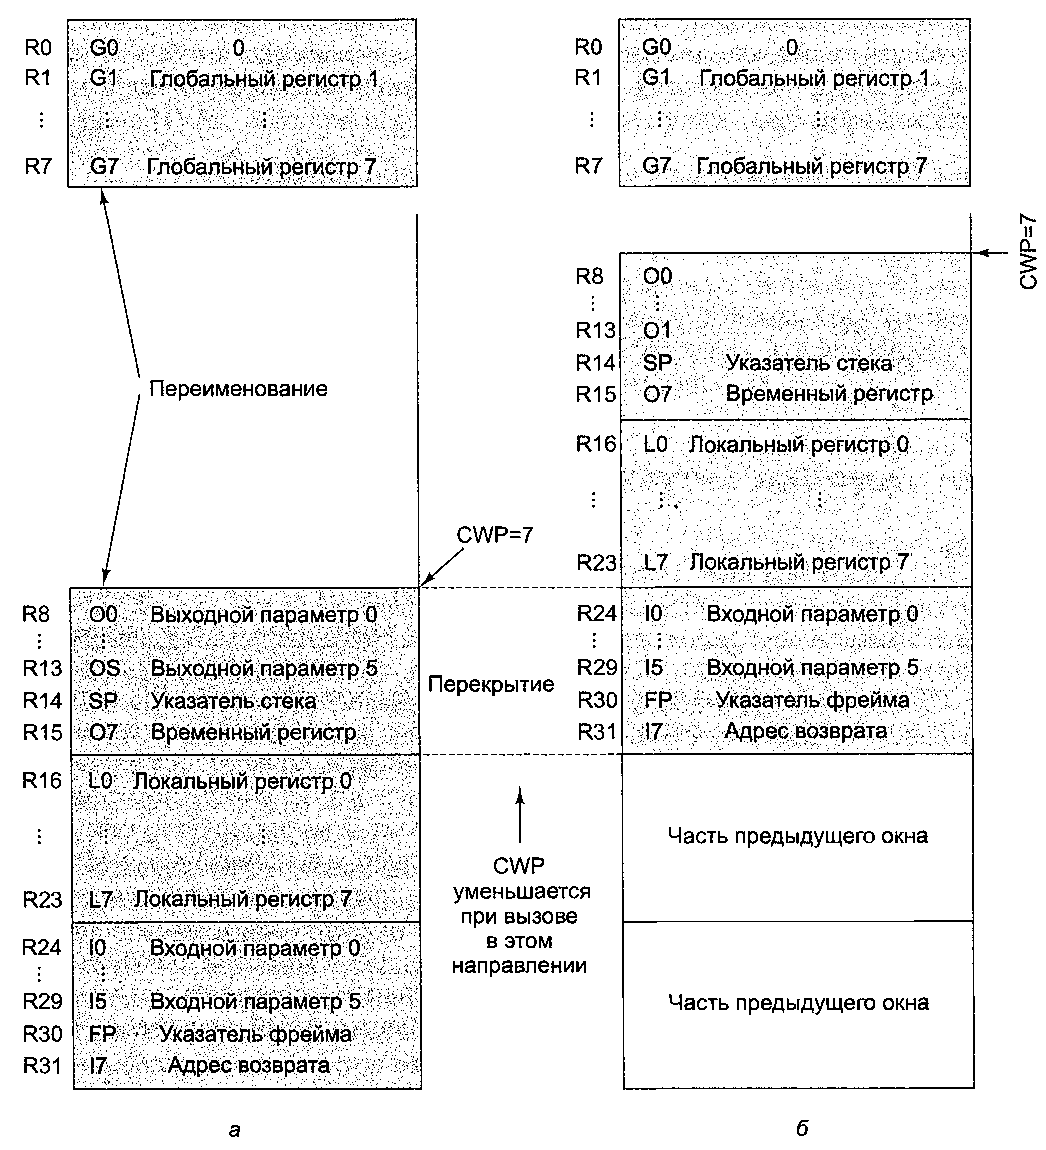 R0 G0 0
R1 G1 Глобальный регистр 1
⋮ ⋮ ⋮
R7 G7 Глобальный регистр 7
Переименование
CWP=7
R8 O0 Выходной параметр 0
⋮ ⋮
R13 OS Выходной параметр 5
R14 SP Указатель стека
R15 O7 Временный регистр
R16 L0 Локальный регистр 0
⋮ ⋮ ⋮
R23 L7 Локальный регистр 7
R24 I0 Входной параметр 0
⋮ ⋮
R29 I5 Входной параметр 5
R30 FP Указатель фрейма
R31 I7 Адрес возврата
а
Перекрытие
CWP
уменьшается
при вызове
в этом
направлении
R0 G0 0
R1 G1 Глобальный регистр 1
⋮ ⋮ ⋮
R7 G7 Глобальный регистр 7
CWP=7
R8 O0
⋮ ⋮
R13 O1
R14 SP Указатель стека
R15 O7 Временный регистр
R16 L0 Локальный регистр 0
⋮ ⋮ ⋮
R23 L7 Локальный регистр 7
R24 I0 Входной параметр 0
⋮ ⋮
R29 I5 Входной параметр 5
R30 FP Указатель фрейма
R31 I7 Адрес возврата
Часть предыдущего окна
Часть предыдущего окна
б